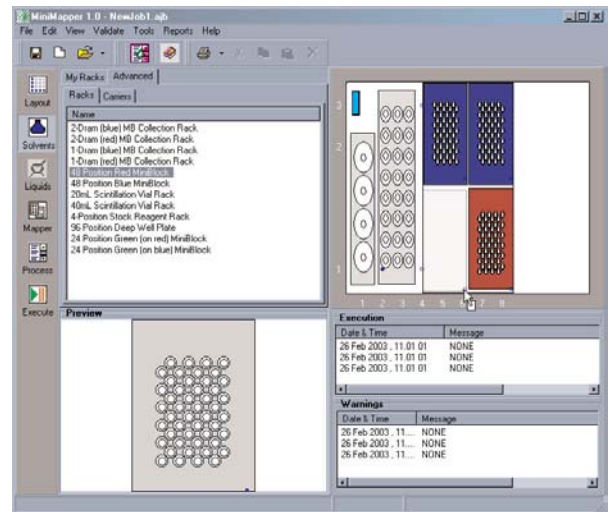 MiniMapper 1.0 - NewJob1.ajb
File Edit View Validate Tools Reports Help
My Racks Advanced
Racks Carriers
Name
2-Dram (blue) MB Collection Rack
2-Dram (red) MB Collection Rack
1-Dram (blue) MB Collection Rack
1-Dram (red) MB Collection Rack
48 Position Red MiniBlock
48 Position Blue MiniBlock
20mL Scintillation Vial Rack
40mL Scintillation Vial Rack
4-Position Stock Reagent Rack
96 Position Deep Well Plate
24 Position Green (on red) MiniBlock
24 Position Green (on blue) MiniBlock
Layout
Solvents
Liquids
Mapper
Process
Execute
3
2
1
1 2 3 4 5 6 7 8
Preview
Execution
Date & Time Message
26 Feb 2003 , 11.01 01 NONE
26 Feb 2003 , 11.01 01 NONE
26 Feb 2003 , 11.01 01 NONE
Warnings
Date & Time Message
26 Feb 2003 , 11.... NONE
26 Feb 2003 , 11.... NONE
26 Feb 2003 , 11.... NONE